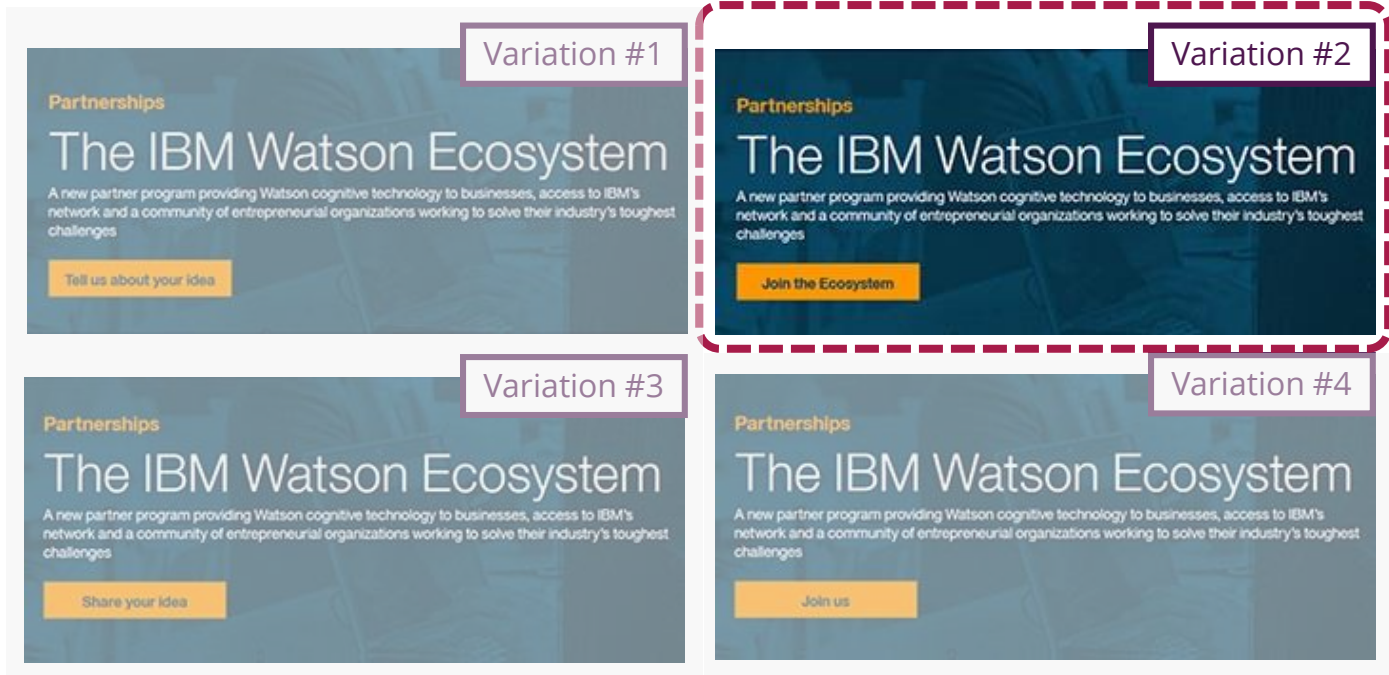 Variation #1
Partnerships
The IBM Watson Ecosystem
A new partner program providing Watson cognitive technology to businesses, access to IBM's
network and a community of entrepreneurial organizations working to solve their industry's toughest
challenges
Tell us about your idea
Variation #2
Partnerships
The IBM Watson Ecosystem
A new partner program providing Watson cognitive technology to businesses, access to IBM's
network and a community of entrepreneurial organizations working to solve their industry's toughest
challenges
Join the Ecosystem
Variation #3
Partnerships
The IBM Watson Ecosystem
A new partner program providing Watson cognitive technology to businesses, access to IBM's
network and a community of entrepreneurial organizations working to solve their industry's toughest
challenges
Share your idea
Variation #4
Partnerships
The IBM Watson Ecosystem
A new partner program providing Watson cognitive technology to businesses, access to IBM's
network and a community of entrepreneurial organizations working to solve their industry's toughest
challenges
Join us